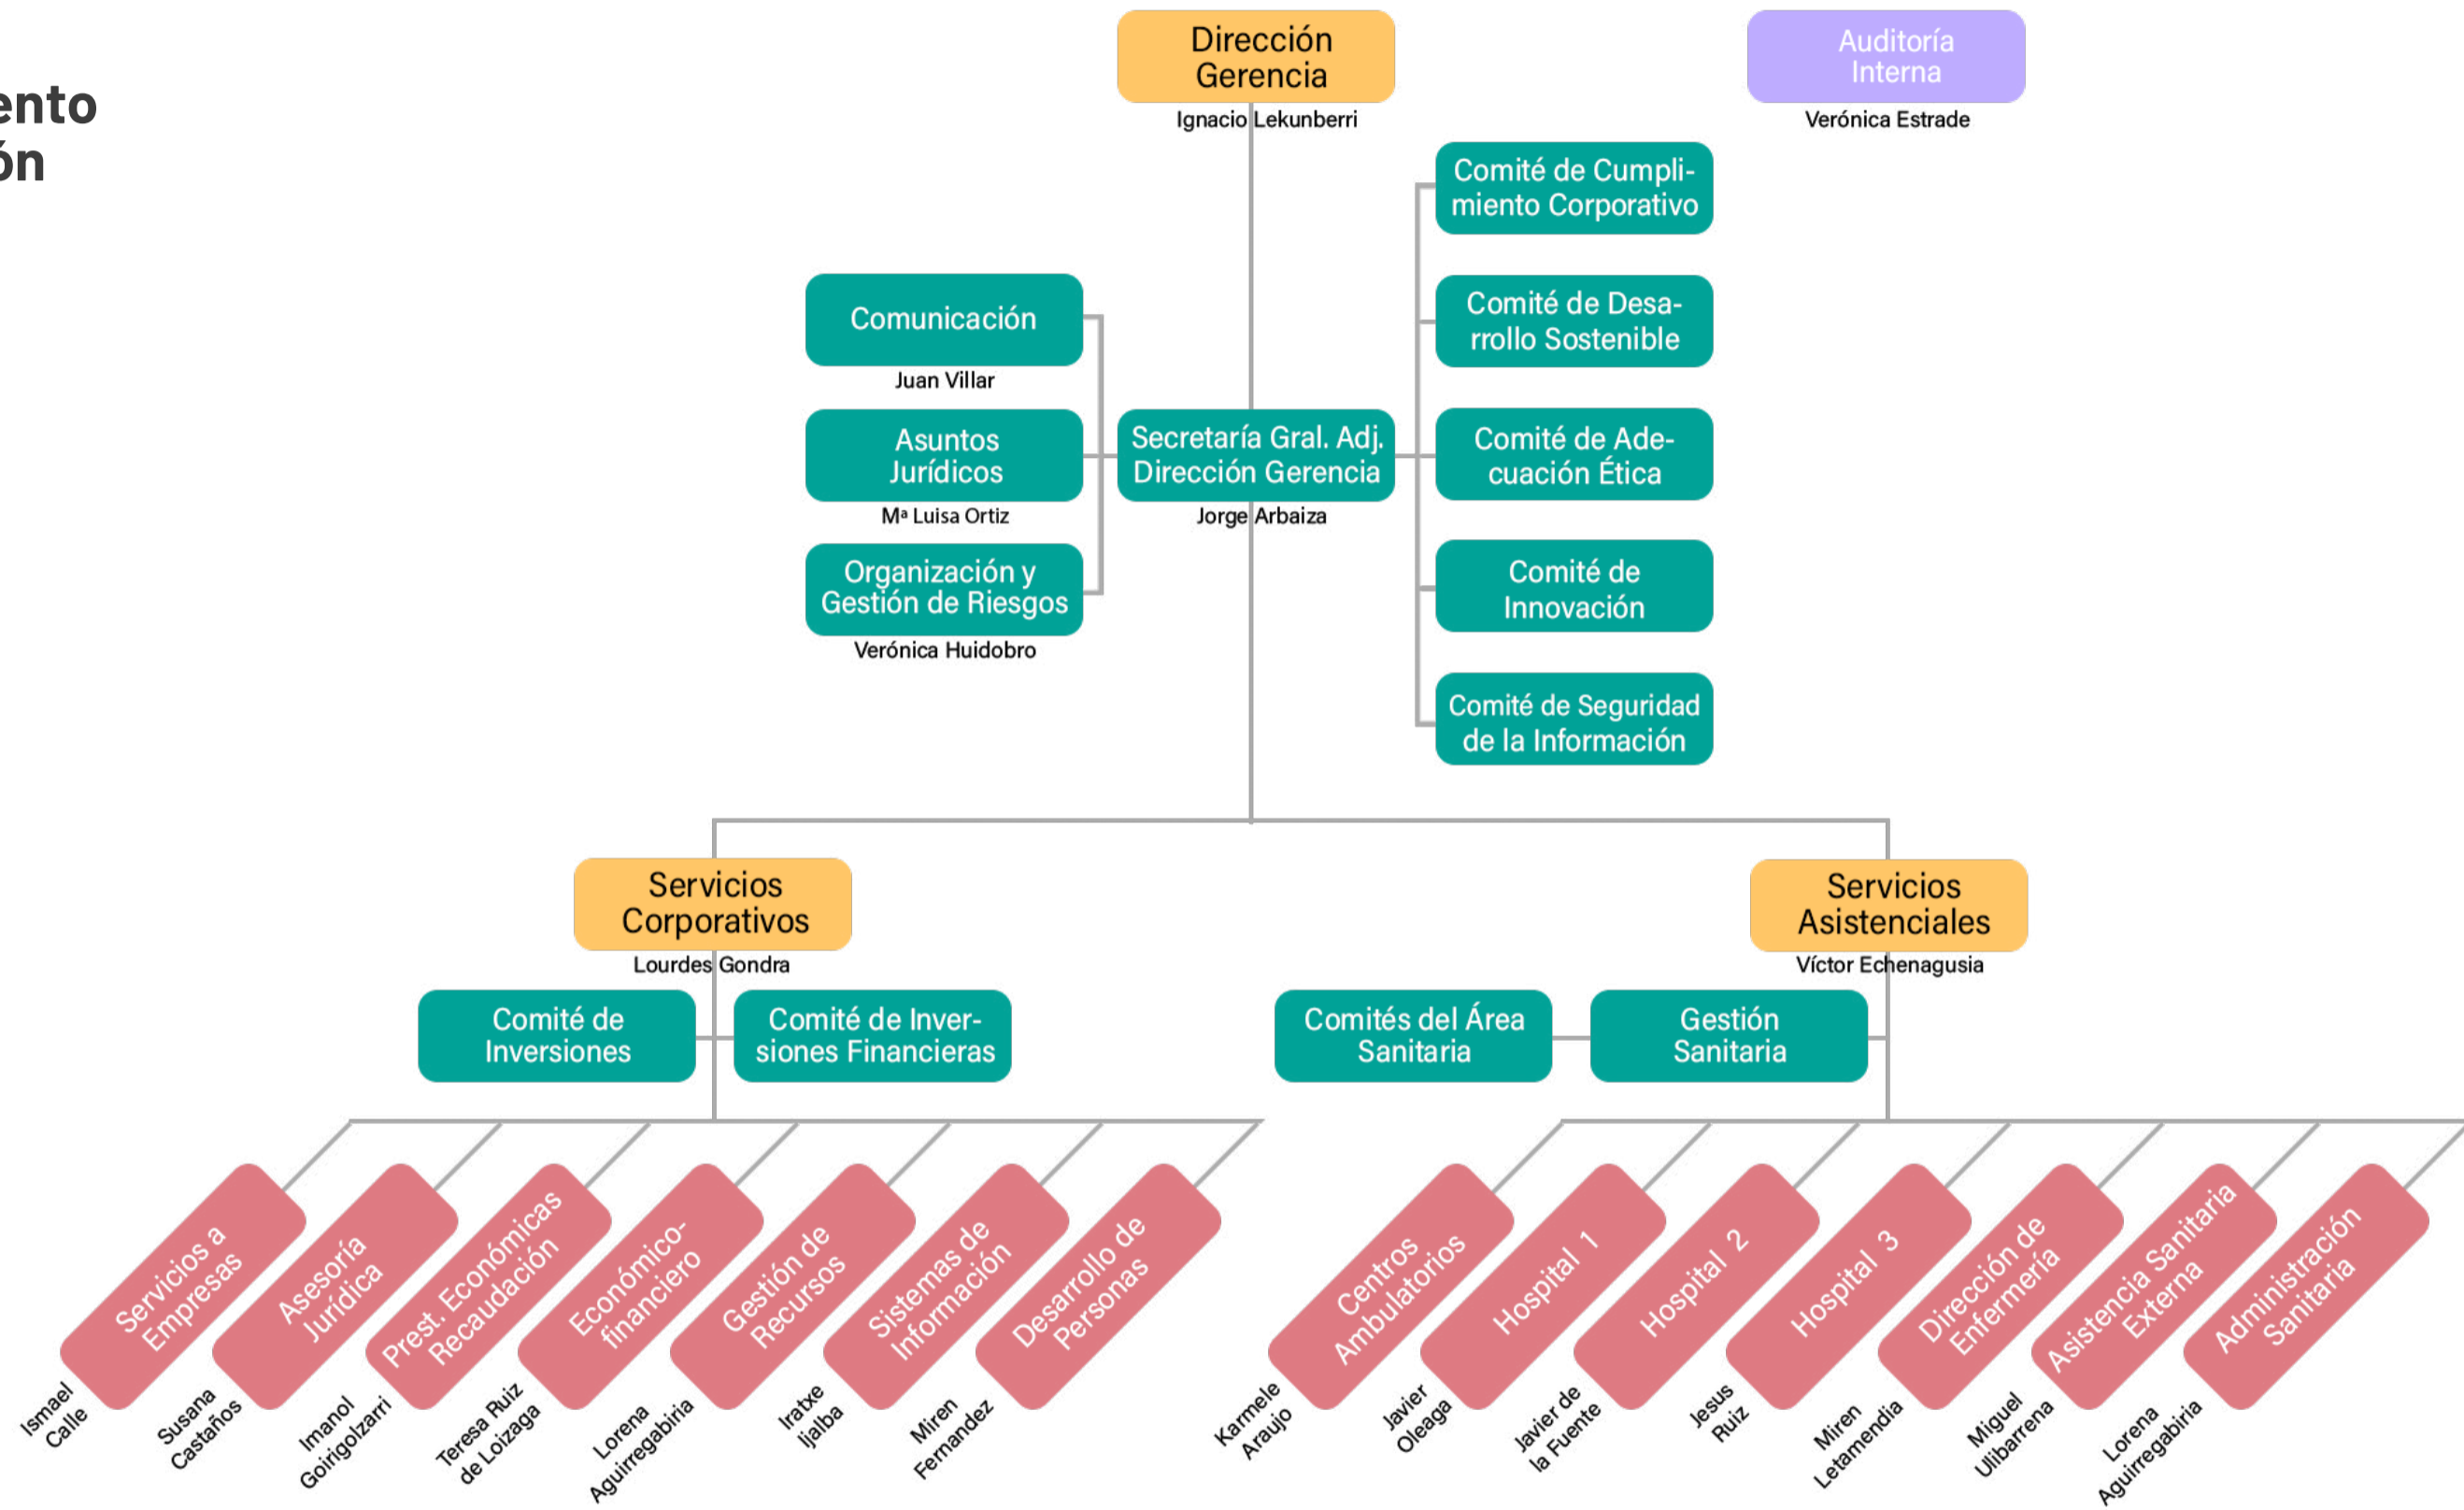 ento
ón
Dirección
Gerencia
Ignacio Lekunberri
Auditoría
Interna
Verónica Estrade
Comité de Cumpli-
miento Corporativo
Comité de Desa-
rrollo Sostenible
Comité de Ade-
cuación Ética
Comité de
Innovación
Comité de Seguridad
de la Información
Comunicación
Juan Villar
Asuntos
Jurídicos
Mª Luisa Ortiz
Organización y
Gestión de Riesgos
Verónica Huidobro
Secretaría Gral. Adj.
Dirección Gerencia
Jorge Arbaiza
Servicios
Corporativos
Lourdes Gondra
Comité de
Inversiones
Comité de Inver-
siones Financieras
Servicios
Asistenciales
Víctor Echenagusia
Comités del Área
Sanitaria
Gestión
Sanitaria
Servicios a
Empresas
Ismael
Calle
Asesoría
Jurídica
Susana
Castaños
Prest. Económicas
Recaudación
Imanol
Goirigolzarri
Económico-
financiero
Teresa Ruiz
de Loizaga
Gestión de
Recursos
Lorena
Aguirregabiria
Sistemas de
Información
Iratxe
Ijalba
Desarrollo de
Personas
Miren
Fernandez
Centros
Ambulatorios
Karmele
Araujo
Hospital 1
Javier
Oleaga
Hospital 2
Javier de
la Fuente
Hospital 3
Jesus
Ruiz
Dirección de
Enfermería
Miren
Letamendia
Asistencia Sanitaria
Externa
Miguel
Ulibarrena
Administración
Sanitaria
Lorena
Aguirregabiria